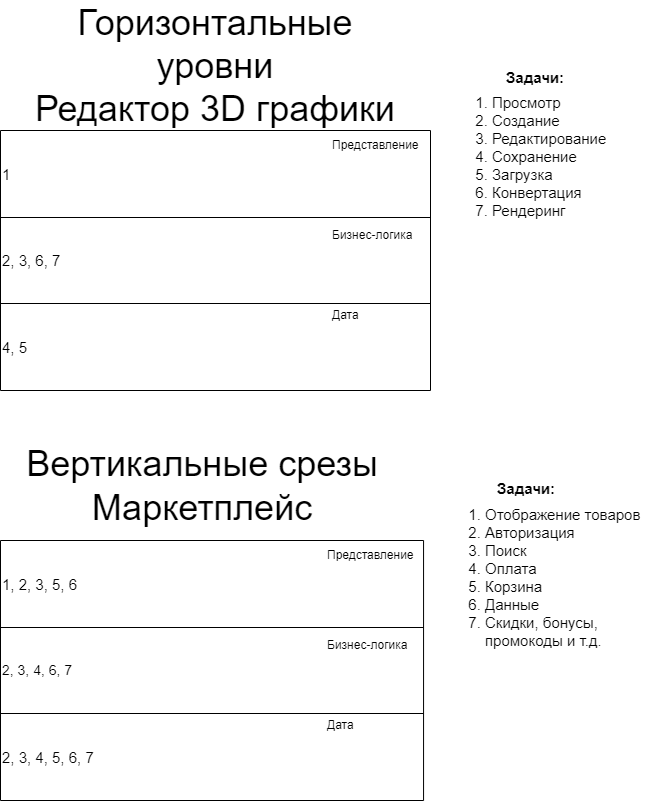 Горизонтальные
уровни
Редактор 3D графики
Представление
1
Бизнес-логика
2, 3, 6, 7
Дата
4, 5
Задачи:
1. Просмотр
2. Создание
3. Редактирование
4. Сохранение
5. Загрузка
6. Конвертация
7. Рендеринг
Вертикальные срезы
Маркетплейс
Представление
1, 2, 3, 5, 6
Бизнес-логика
2, 3, 4, 6, 7
Дата
2, 3, 4, 5, 6, 7
Задачи:
1. Отображение товаров
2. Авторизация
3. Поиск
4. Оплата
5. Корзина
6. Данные
7. Скидки, бонусы,
промокоды и т.д.